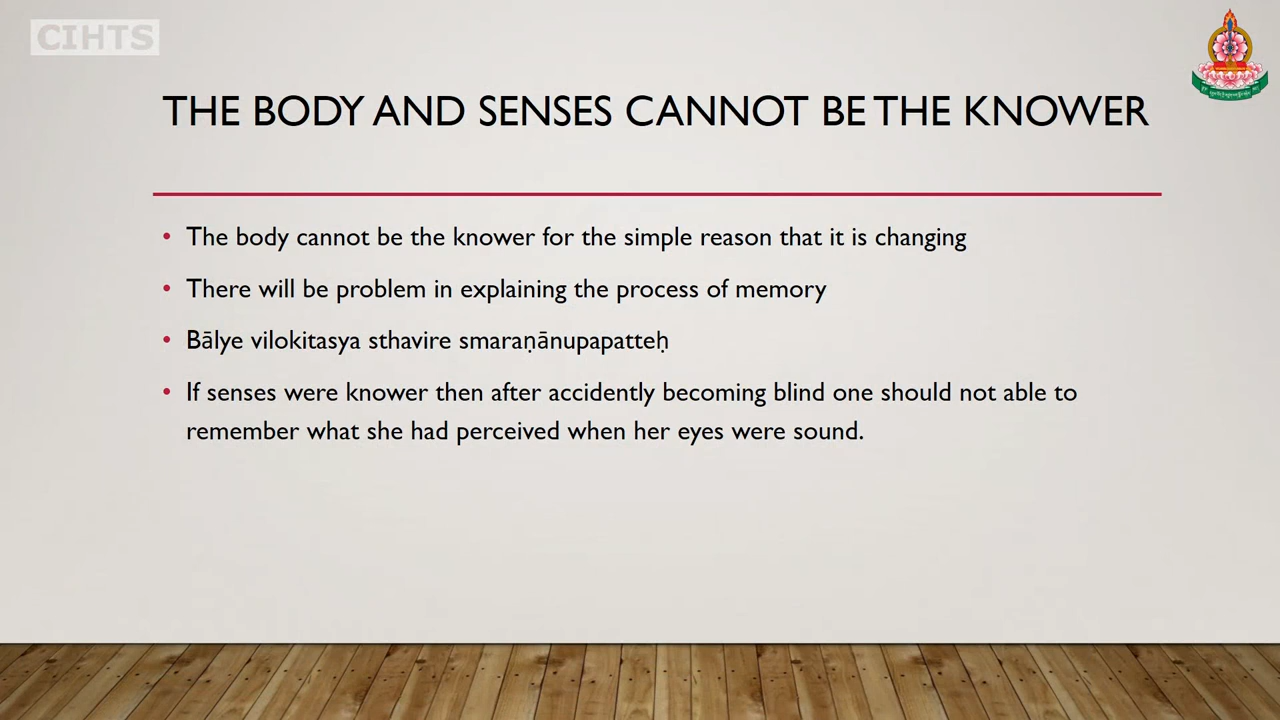 CIHTS
THE BODY AND SENSES CANNOT BE THE KNOWER
• The body cannot be the knower for the simple reason that it is changing
• There will be problem in explaining the process of memory
• Bālye vilokitasya sthavire smaraṇānupapatteḥ
• If senses were knower then after accidently becoming blind one should not able to
remember what she had perceived when her eyes were sound.